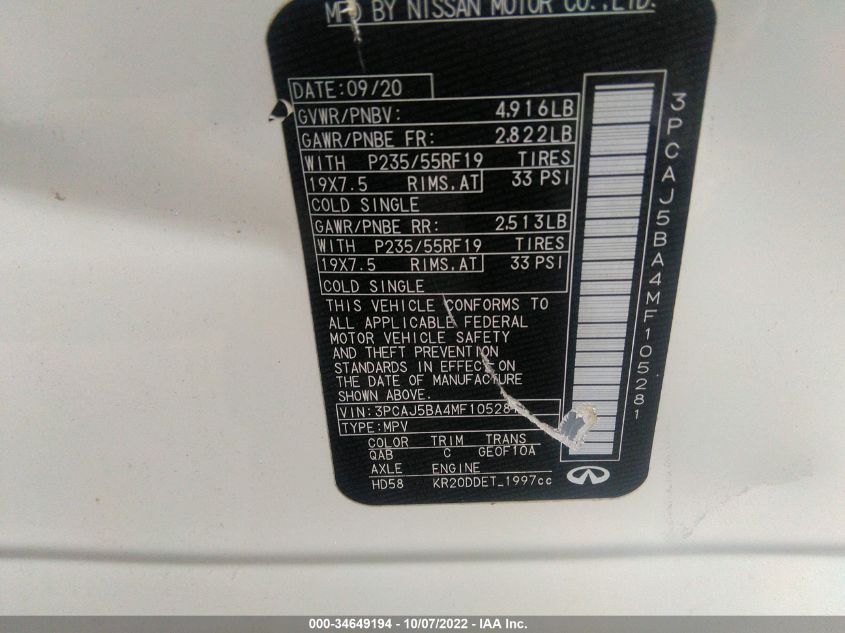 MFD BY NISSAN MOTOR CO.,LTD.
DATE:09/20
GVWR/PNBV: 4,916LB
GAWR/PNBE FR: 2,822LB
WITH P235/55RF19 TIRES
19X7.5 RIMS,AT 33 PSI
COLD SINGLE
GAWR/PNBE RR: 2,513LB
WITH P235/55RF19 TIRES
19X7.5 RIMS,AT 33 PSI
COLD SINGLE
THIS VEHICLE CONFORMS TO
ALL APPLICABLE FEDERAL
MOTOR VEHICLE SAFETY
AND THEFT PREVENTION
STANDARDS IN EFFECT ON
THE DATE OF MANUFACTURE
SHOWN ABOVE.
VIN:3PCAJ5BA4MF105281
TYPE:MPV
COLOR TRIM TRANS
QAB C GE0F10A
AXLE ENGINE
HD58 KR20DDET_1997cc
3PCAJ5BA4MF105281
000-34649194 - 10/07/2022 - IAA Inc.